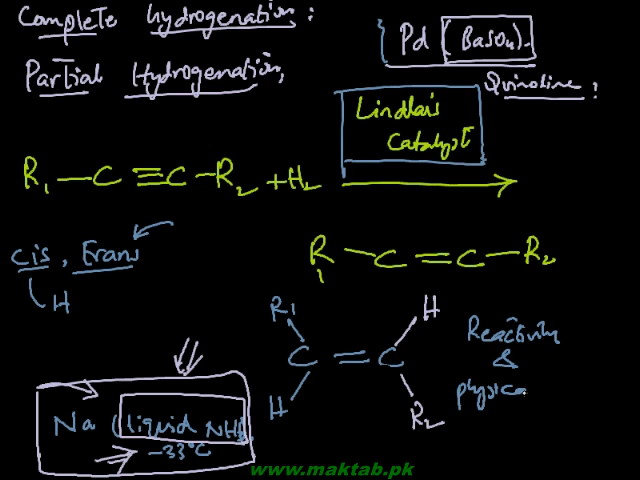 Complete hydrogenation:
Pd (BaSO4).
Partial Hydrogenation,
Quinoline:
Lindlar's
Catalyst
R1 — C ≡ C — R2 + H2
cis, trans
H
R1 — C = C — R2
R1 H
C = C
H R2
Reactivity
&
physica
Na (liquid NH3)
-33°C
www.maktab.pk